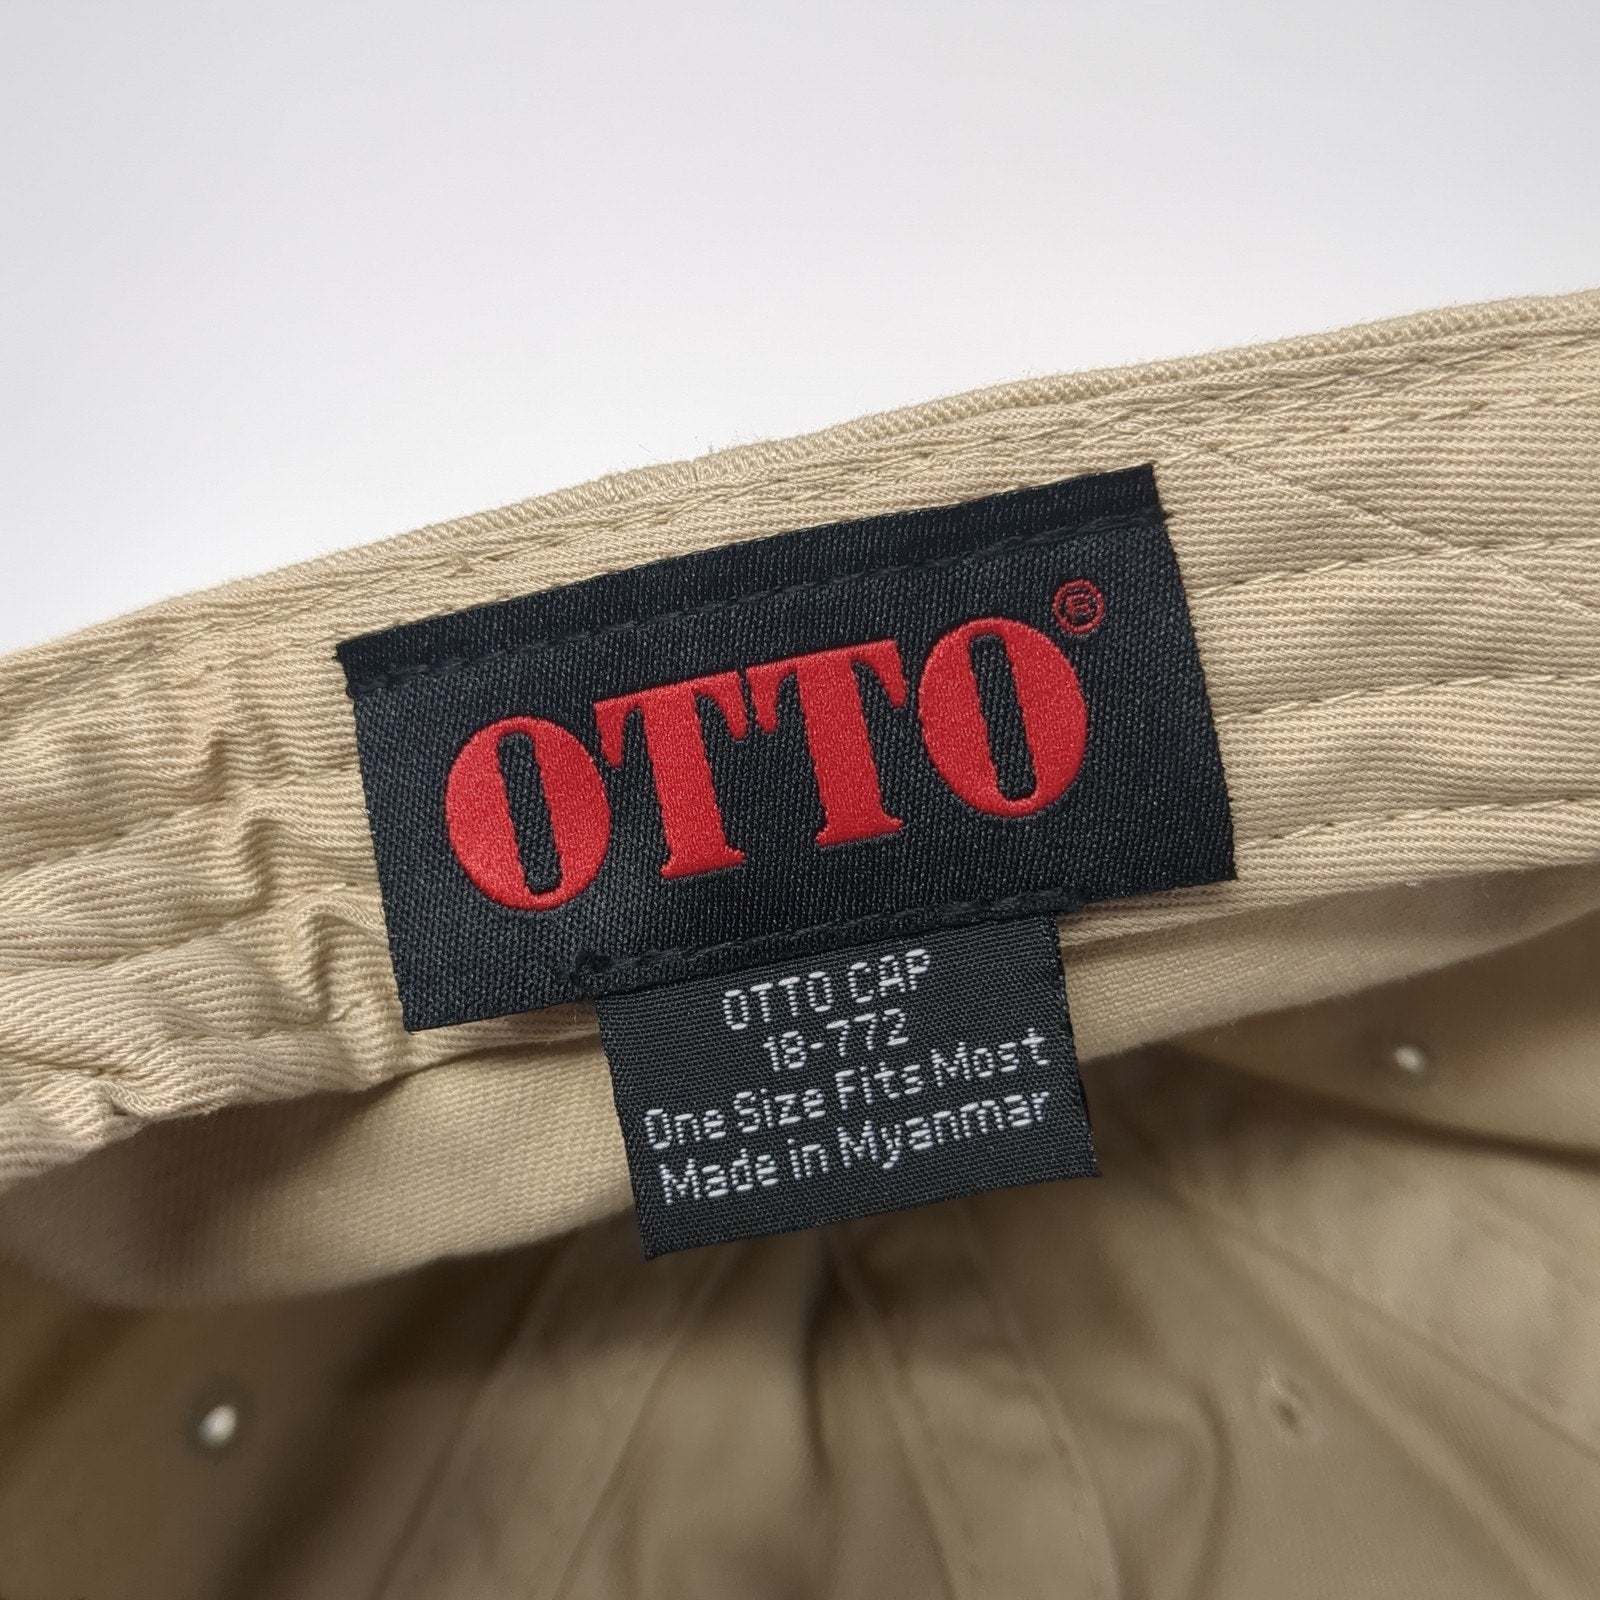 OTTO®
OTTO CAP
18-772
One Size Fits Most
Made in Myanmar